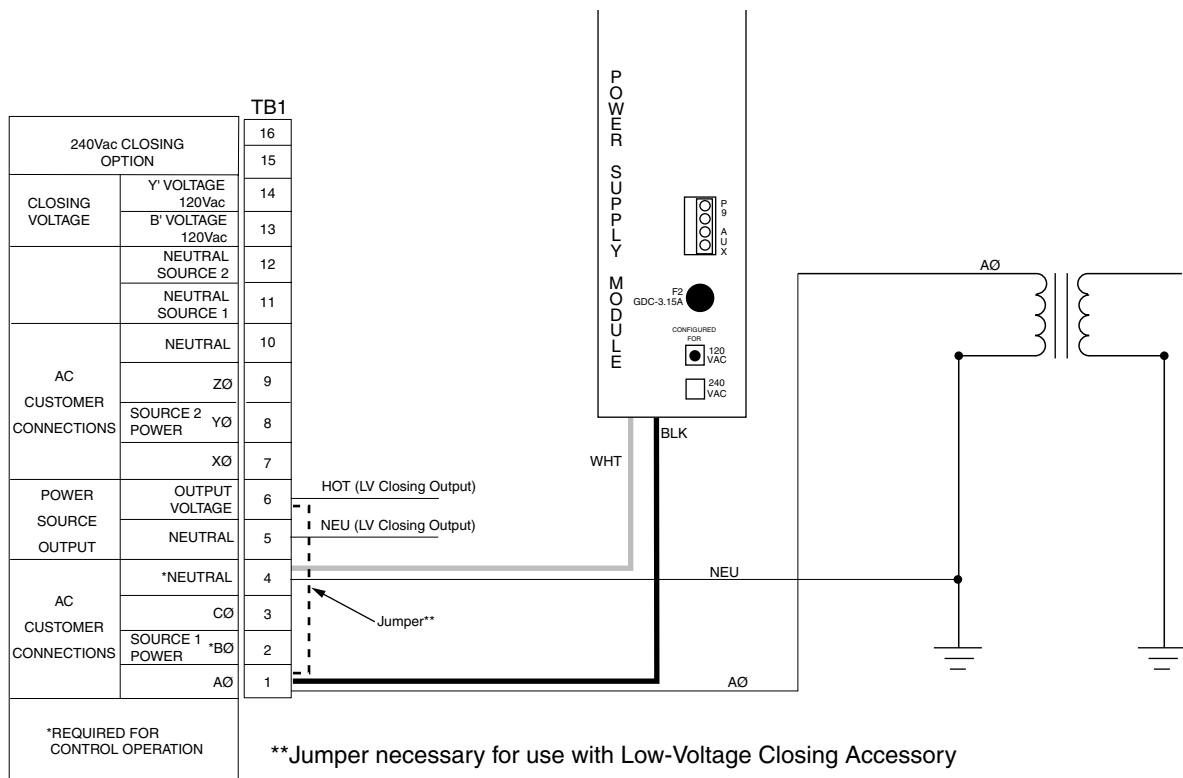 TB1
240Vac CLOSING
OPTION
16
15
CLOSING
VOLTAGE
Y' VOLTAGE
120Vac
14
B' VOLTAGE
120Vac
13
NEUTRAL
SOURCE 2
12
NEUTRAL
SOURCE 1
11
AC
CUSTOMER
CONNECTIONS
NEUTRAL
10
ZØ
9
SOURCE 2
POWER
YØ
8
XØ
7
POWER
SOURCE
OUTPUT
OUTPUT
VOLTAGE
6
NEUTRAL
5
AC
CUSTOMER
CONNECTIONS
*NEUTRAL
4
CØ
3
SOURCE 1
POWER
*BØ
2
AØ
1
*REQUIRED FOR
CONTROL OPERATION
HOT (LV Closing Output)
NEU (LV Closing Output)
Jumper**
POWER SUPPLY MODULE
P9 AUX
F2
GDC-3.15A
CONFIGURED
FOR
120
VAC
240
VAC
WHT
BLK
AØ
NEU
AØ
**Jumper necessary for use with Low-Voltage Closing Accessory